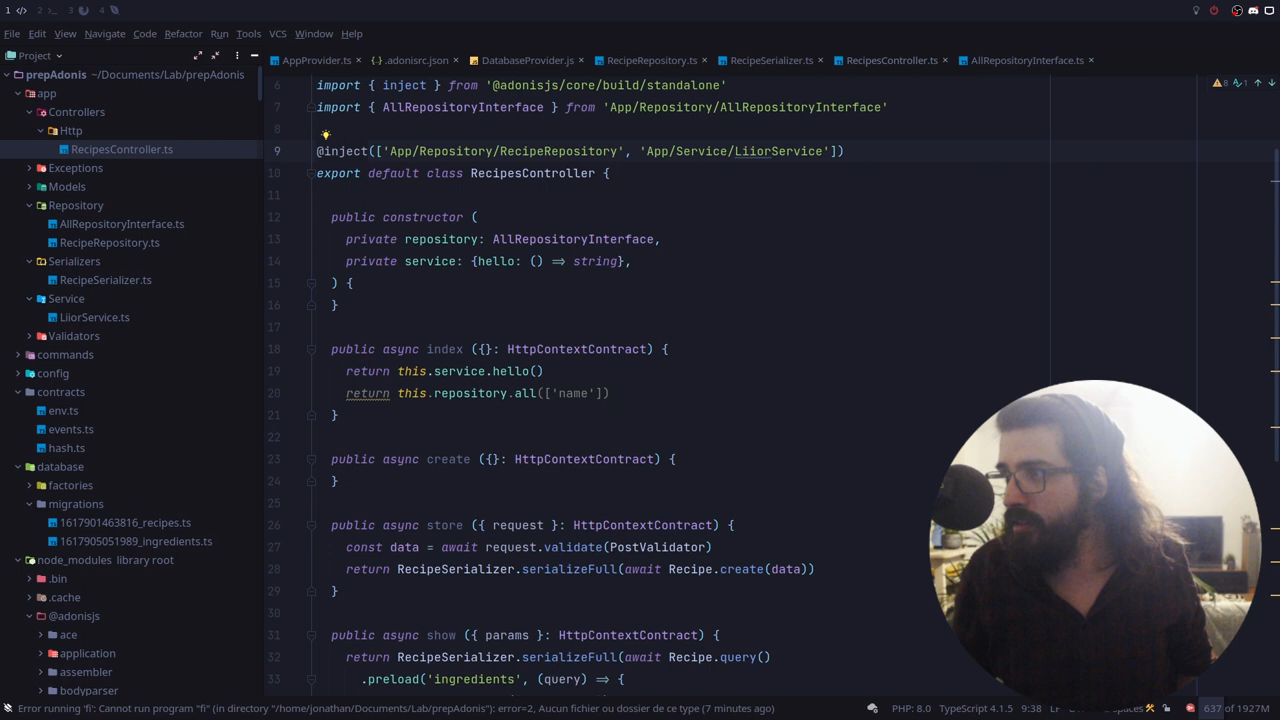 1 2 3 4
File Edit View Navigate Code Refactor Run Tools VCS Window Help
Project
AppProvider.ts .adonisrc.json DatabaseProvider.js RecipeRepository.ts RecipeSerializer.ts RecipesController.ts AllRepositoryInterface.ts
prepAdonis ~/Documents/Lab/prepAdonis
app
Controllers
Http
RecipesController.ts
Exceptions
Models
Repository
AllRepositoryInterface.ts
RecipeRepository.ts
Serializers
RecipeSerializer.ts
Service
LiiorService.ts
Validators
commands
config
contracts
env.ts
events.ts
hash.ts
database
factories
migrations
1617901463816_recipes.ts
1617905051989_ingredients.ts
node_modules library root
.bin
.cache
@adonisjs
ace
application
assembler
bodyparser
8 1
6 import { inject } from '@adonisjs/core/build/standalone'
7 import { AllRepositoryInterface } from 'App/Repository/AllRepositoryInterface'
8
9 @inject(['App/Repository/RecipeRepository', 'App/Service/LiiorService'])
10 export default class RecipesController {
11
12 public constructor (
13 private repository: AllRepositoryInterface,
14 private service: {hello: () => string},
15 ) {
16 }
18 public async index ({}: HttpContextContract) {
19 return this.service.hello()
20 return this.repository.all(['name'])
21 }
22
23 public async create ({}: HttpContextContract) {
24 }
25
26 public async store ({ request }: HttpContextContract) {
27 const data = await request.validate(PostValidator)
28 return RecipeSerializer.serializeFull(await Recipe.create(data))
29 }
30
31 public async show ({ params }: HttpContextContract) {
32 return RecipeSerializer.serializeFull(await Recipe.query()
33 .preload('ingredients', (query) => {
Error running 'fi': Cannot run program "fi" (in directory "/home/jonathan/Documents/Lab/prepAdonis"): error=2, Aucun fichier ou dossier de ce type (7 minutes ago) PHP: 8.0 TypeScript 4.1.5 9:38 LF 637 of 1927M